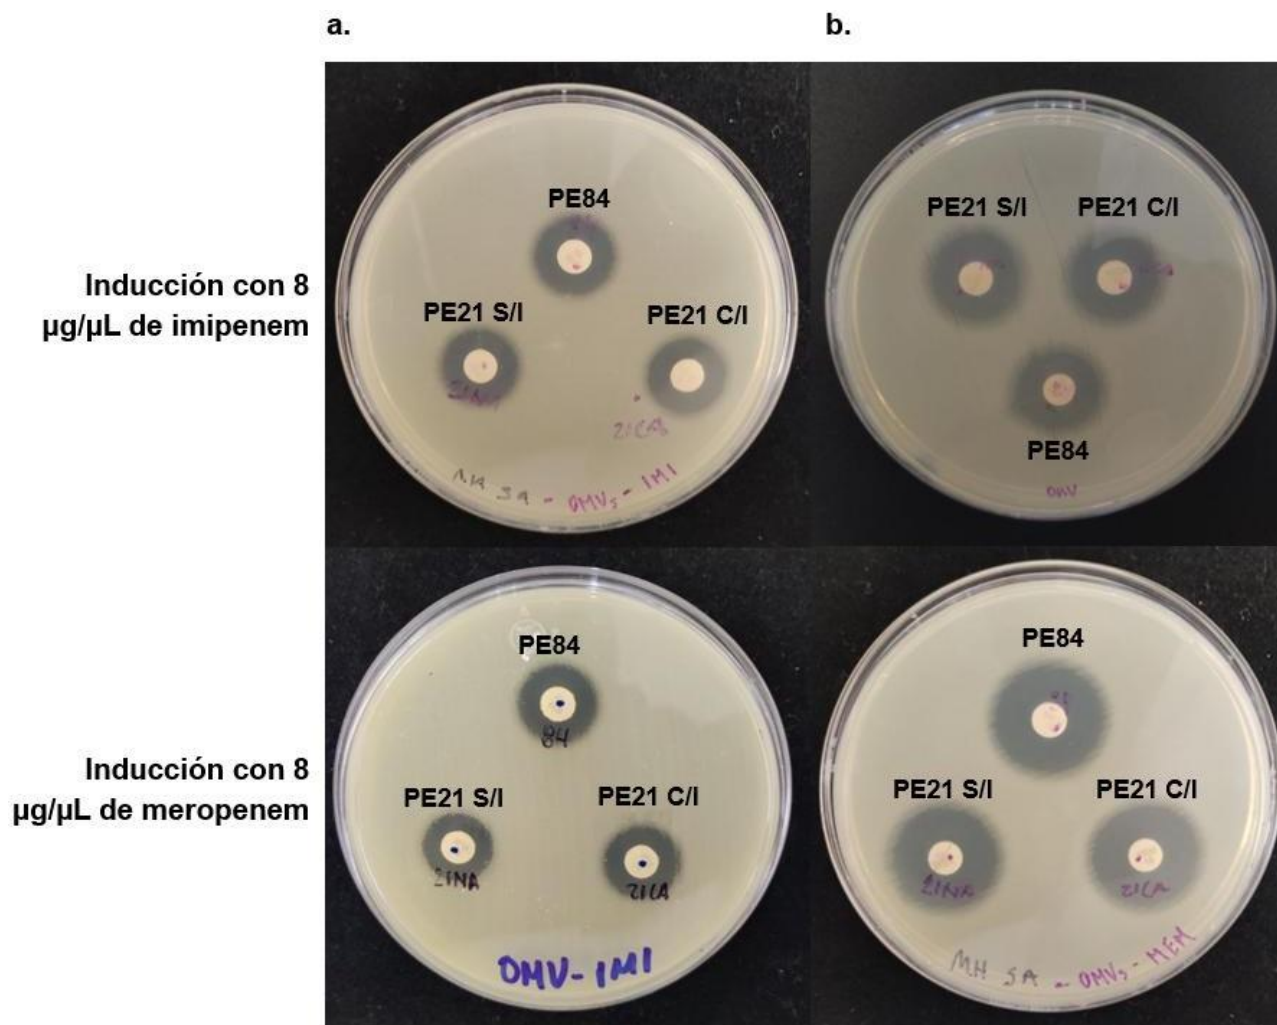 a.
b.
Inducción con 8
µg/µL de imipenem
PE84
PE21 S/I
PE21 C/I
21NA
21CA
MH SA - OMVs - IMI
PE21 S/I
PE21 C/I
PE84
OMV
Inducción con 8
µg/µL de meropenem
PE84
84
PE21 S/I
PE21 C/I
21NA
21CA
OMV-IMI
PE84
84
PE21 S/I
PE21 C/I
21NA
21CA
MH SA - OMVs - MEM